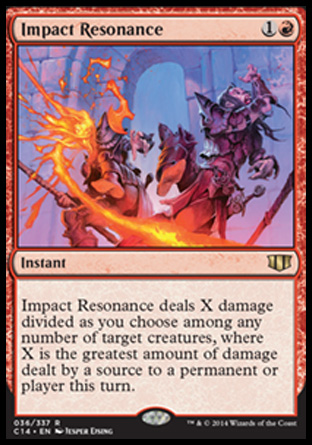 Impact Resonance 1
Instant
Impact Resonance deals X damage
divided as you choose among any
number of target creatures, where
X is the greatest amount of damage
dealt by a source to a permanent or
player this turn.
036/337 R
C14 • EN Jesper Ejsing
™ & © 2014 Wizards of the Coast